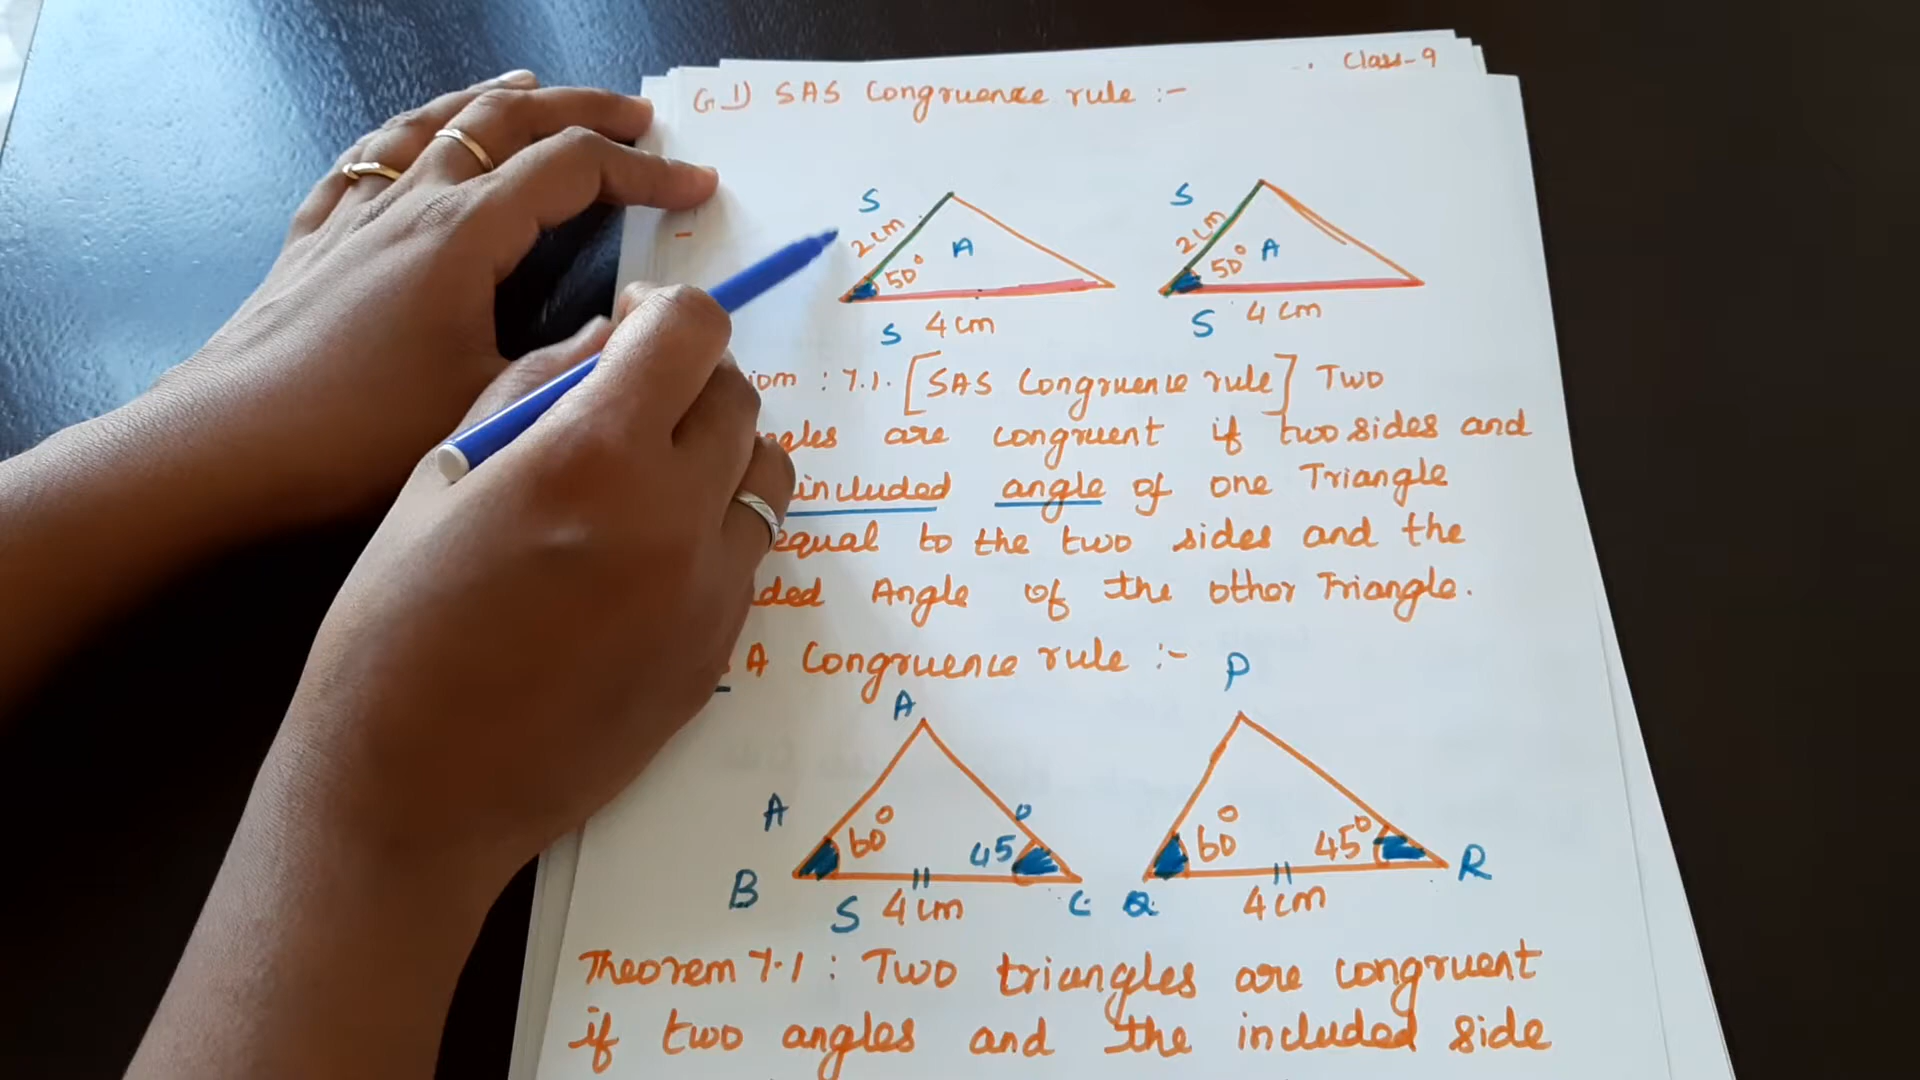 Class-9
G.1) SAS Congruence rule :-
S S
2cm A 2cm A
50° 50°
S 4cm S 4cm
iom : 7.1. [SAS Congruence rule] Two
ngles are congruent if two sides and
included angle of one Triangle
equal to the two sides and the
ded Angle of the other Triangle.
A Congruence rule :-
A P
A 60° 45° 60° 45°
B S 4cm C Q 4cm R
Theorem 7.1 : Two triangles are congruent
if two angles and the included side